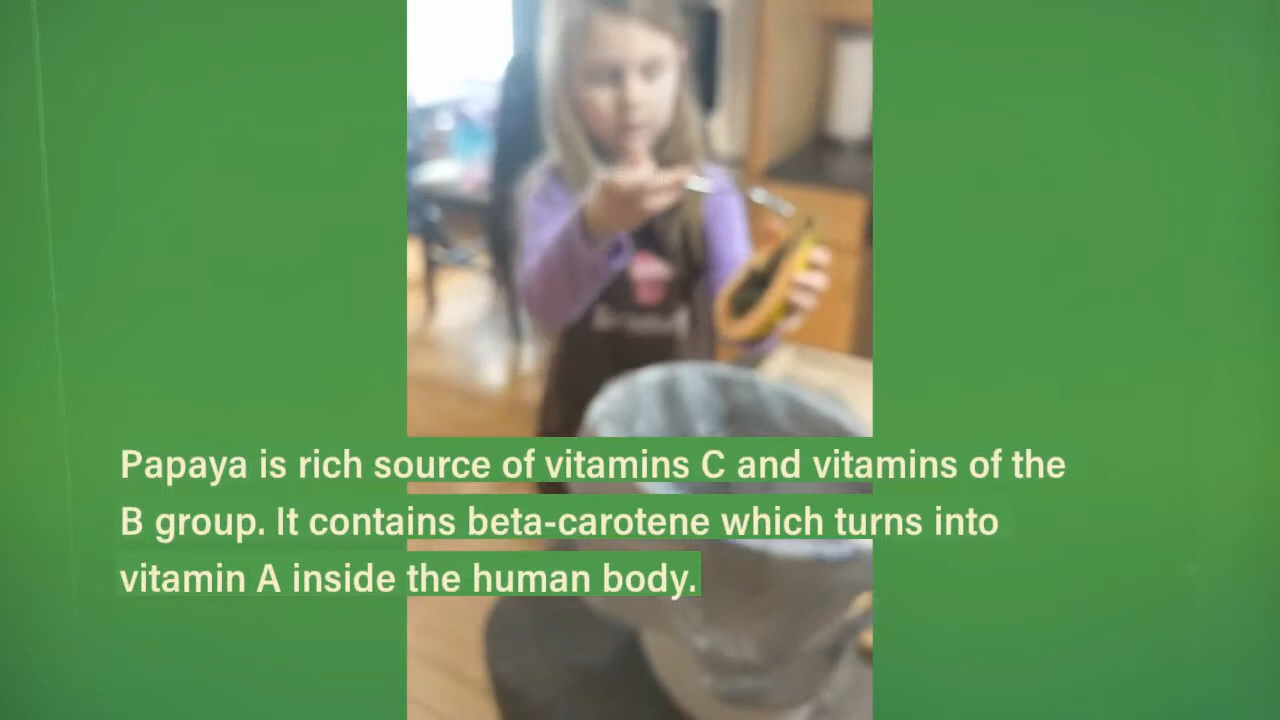 Papaya is rich source of vitamins C and vitamins of the
B group. It contains beta-carotene which turns into
vitamin A inside the human body.